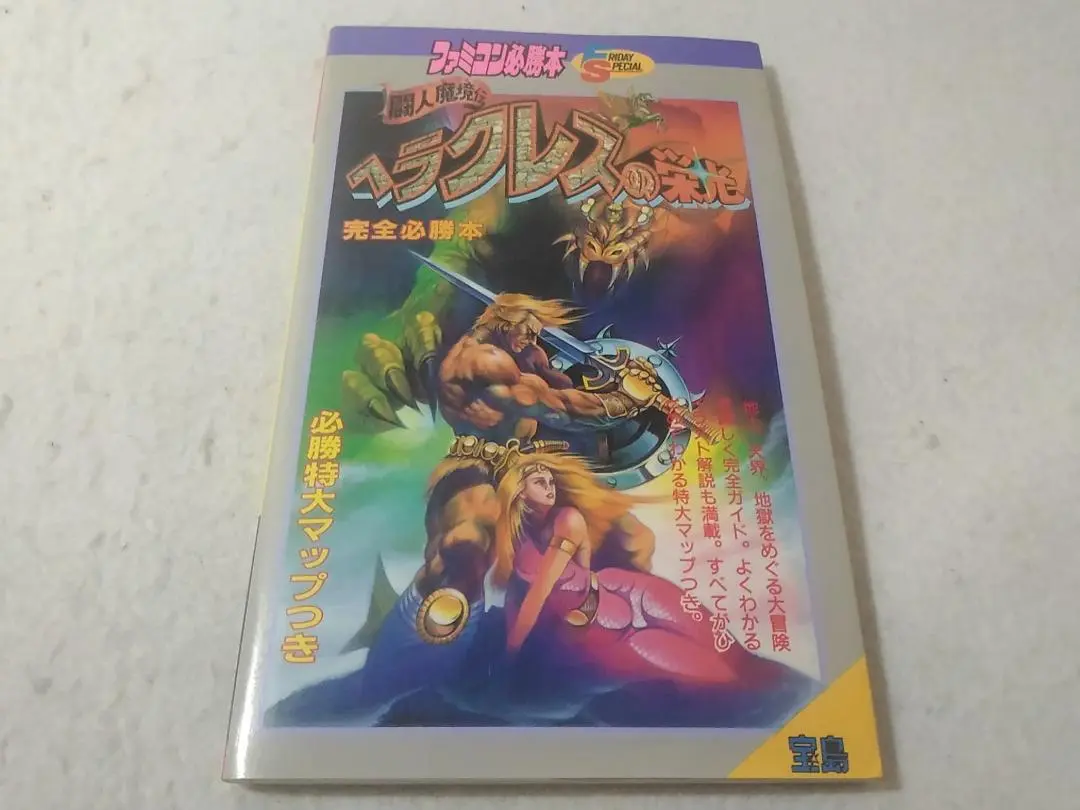 ファミコン必勝本
FRIDAY
SPECIAL
闘人魔境伝
ヘラクレスの栄光
完全必勝本
必勝特大マップつき
天界、地獄をめぐる大冒険
しく完全ガイド。よくわかる
ト解説も満載。すべてがひ
わかる特大マップつき。
宝島